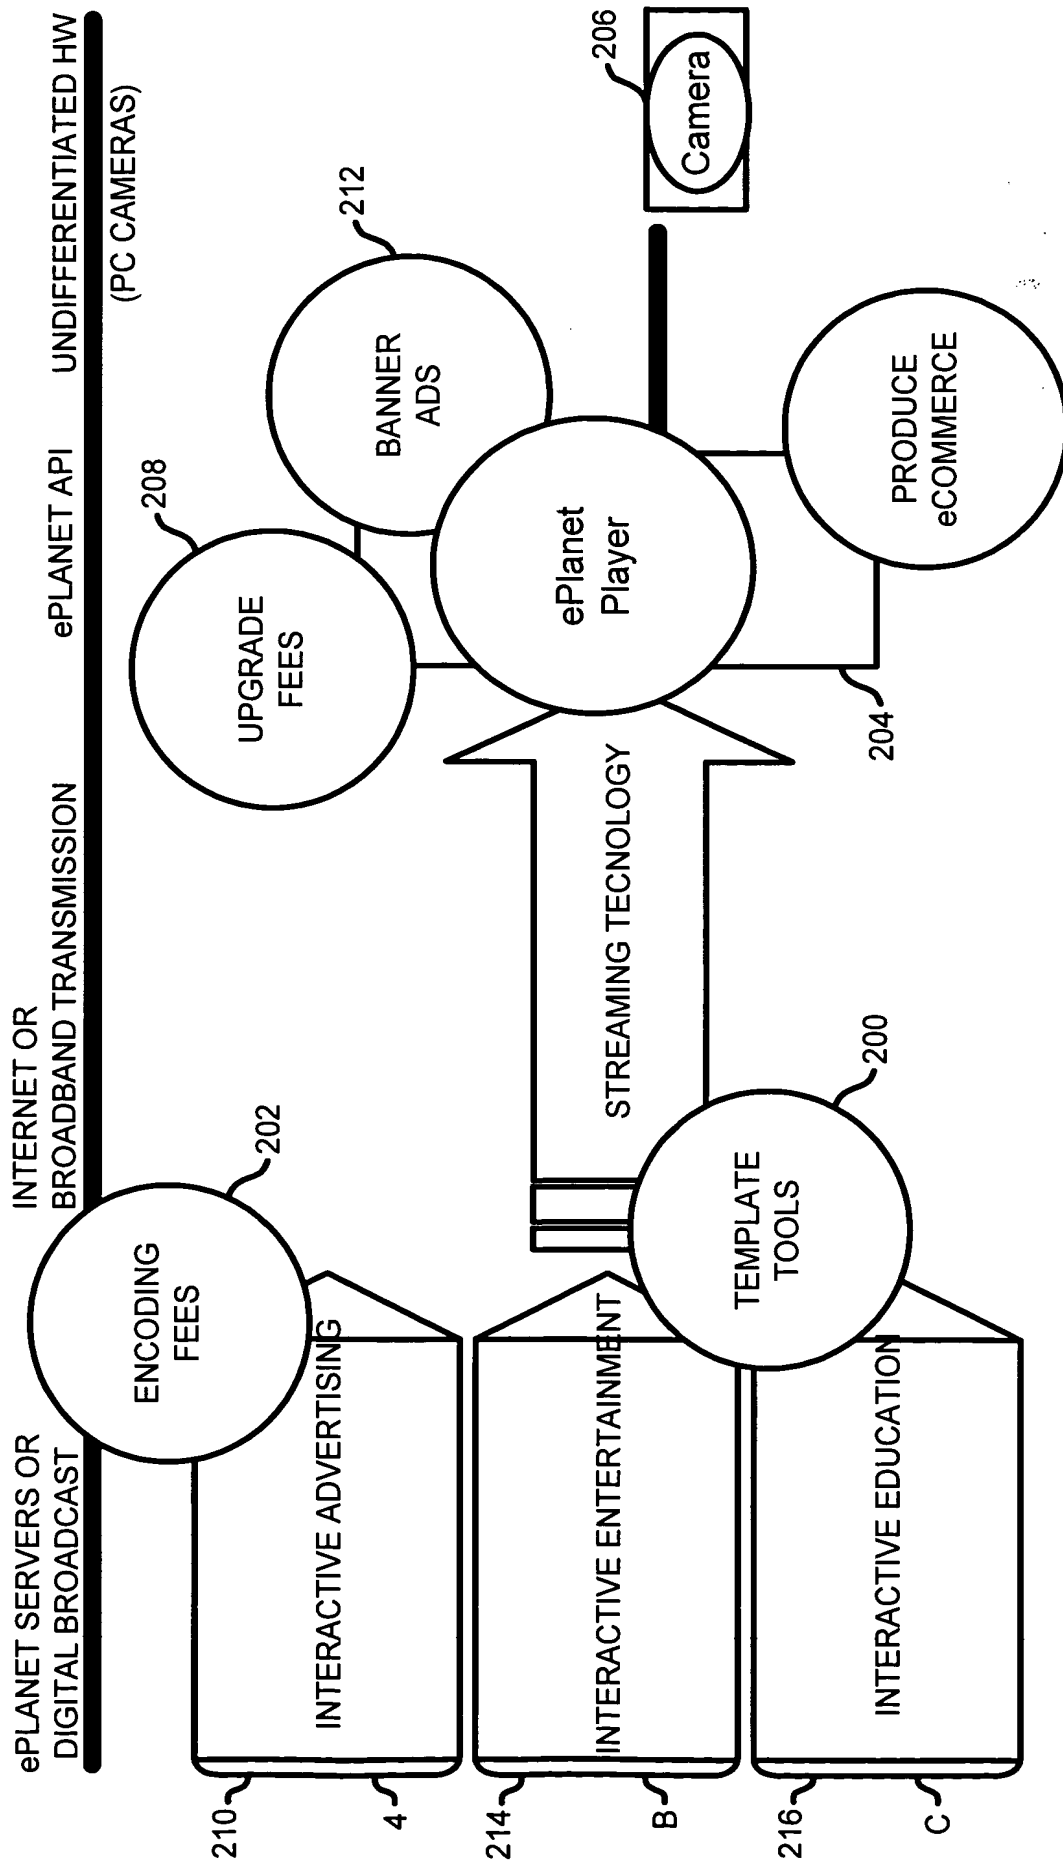 ePLANET SERVERS OR
DIGITAL BROADCAST
INTERNET OR
BROADBAND TRANSMISSION
ePLANET API
UNDIFFERENTIATED HW
(PC CAMERAS)
ENCODING
FEES
202
UPGRADE
FEES
208
BANNER
ADS
212
206
Camera
210
4
INTERACTIVE ADVERTISING
214
B
INTERACTIVE ENTERTAINMENT
STREAMING TECNOLOGY
ePlanet
Player
TEMPLATE
TOOLS
200
204
PRODUCE
eCOMMERCE
216
C
INTERACTIVE EDUCATION